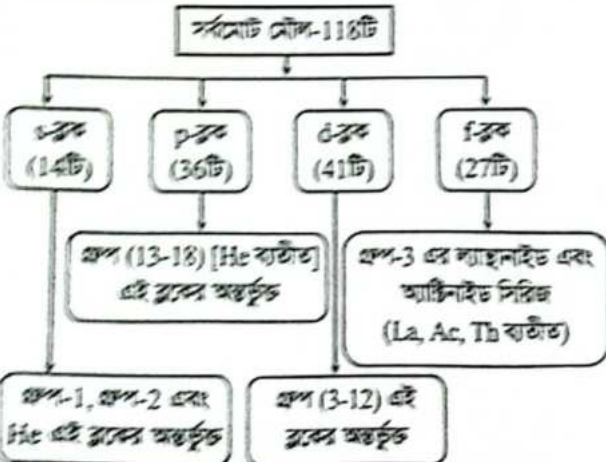 সর্বমোট মৌল-118টি
s-ব্লক
(14টি)
p-ব্লক
(36টি)
d-ব্লক
(41টি)
f-ব্লক
(27টি)
গ্রুপ (13-18) [He ব্যতীত]
এই ব্লকের অন্তর্ভুক্ত
গ্রুপ-3 এর ল্যান্থানাইড এবং
অ্যাক্টিনাইড সিরিজ
(La, Ac, Th ব্যতীত)
গ্রুপ-1, গ্রুপ-2 এবং
He এই ব্লকের অন্তর্ভুক্ত
গ্রুপ (3-12) এই
ব্লকের অন্তর্ভুক্ত